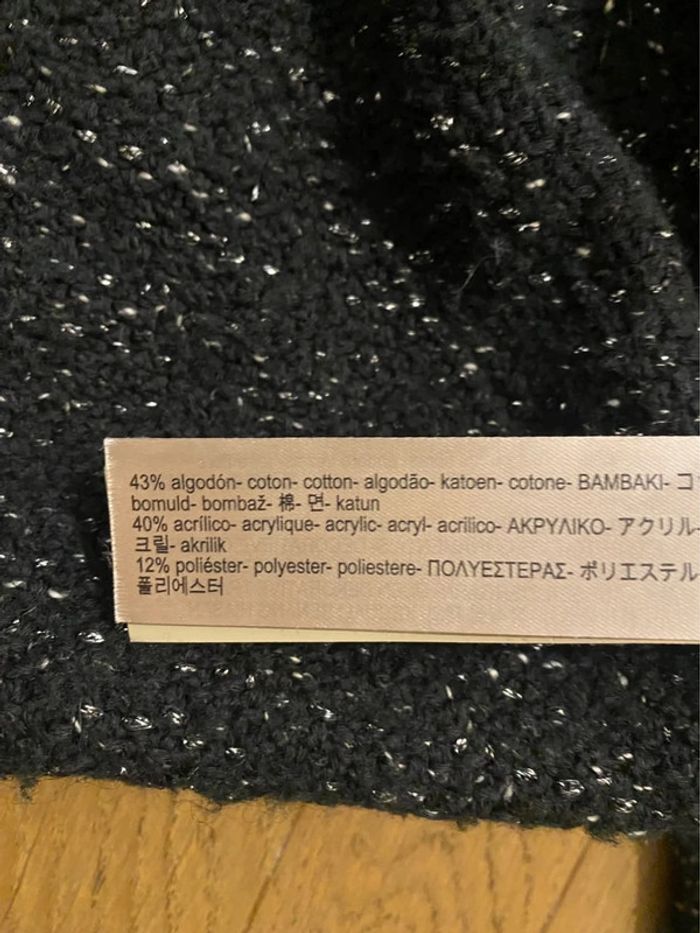 43% algodón- coton- cotton- algodão- katoen- cotone- BAMBAKI- コ
bomuld- bombaž- 棉- 면- katun
40% acrílico- acrylique- acrylic- acryl- acrilico- ΑΚΡΥΛΙΚΟ- アクリル-
크릴- akrilik
12% poliéster- polyester- poliestere- ΠΟΛΥΕΣΤΕΡΑΣ- ポリエステル
폴리에스터